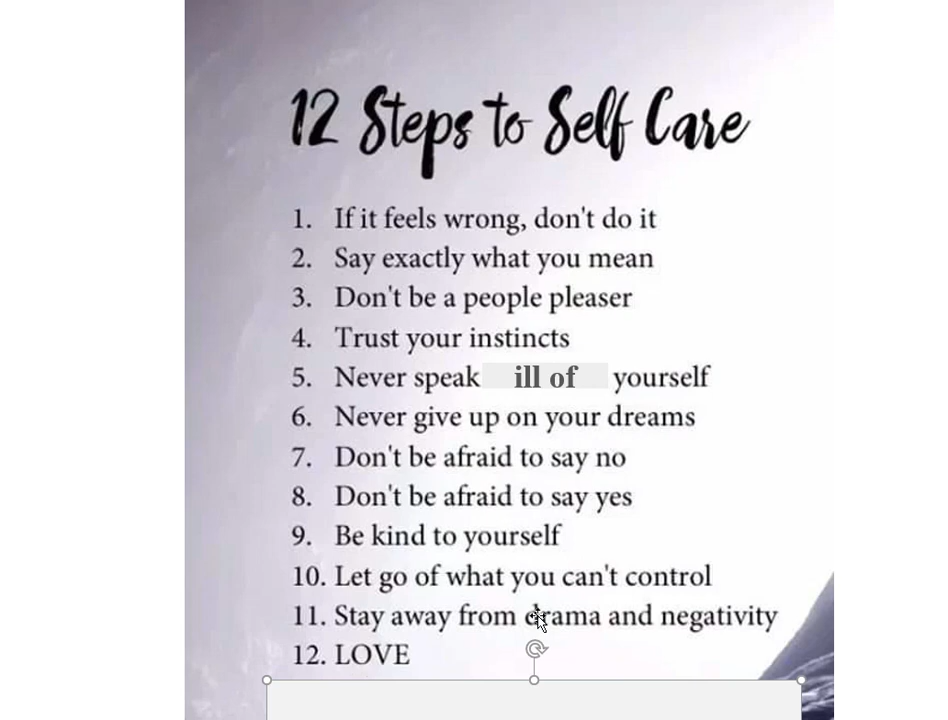 12 Steps to Self Care
1. If it feels wrong, don't do it
2. Say exactly what you mean
3. Don't be a people pleaser
4. Trust your instincts
5. Never speak ill of yourself
6. Never give up on your dreams
7. Don't be afraid to say no
8. Don't be afraid to say yes
9. Be kind to yourself
10. Let go of what you can't control
11. Stay away from drama and negativity
12. LOVE